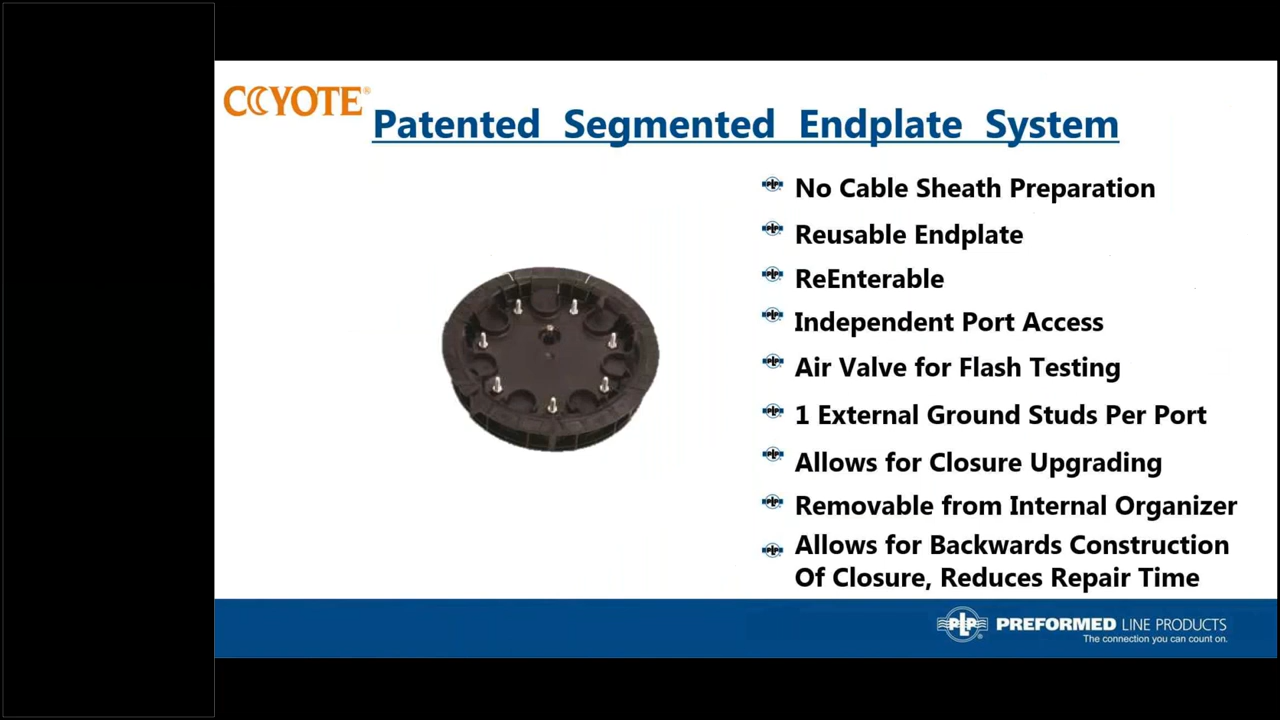 COYOTE®
Patented Segmented Endplate System
No Cable Sheath Preparation
Reusable Endplate
ReEnterable
Independent Port Access
Air Valve for Flash Testing
1 External Ground Studs Per Port
Allows for Closure Upgrading
Removable from Internal Organizer
Allows for Backwards Construction
Of Closure, Reduces Repair Time
PLP® PREFORMED LINE PRODUCTS
The connection you can count on.